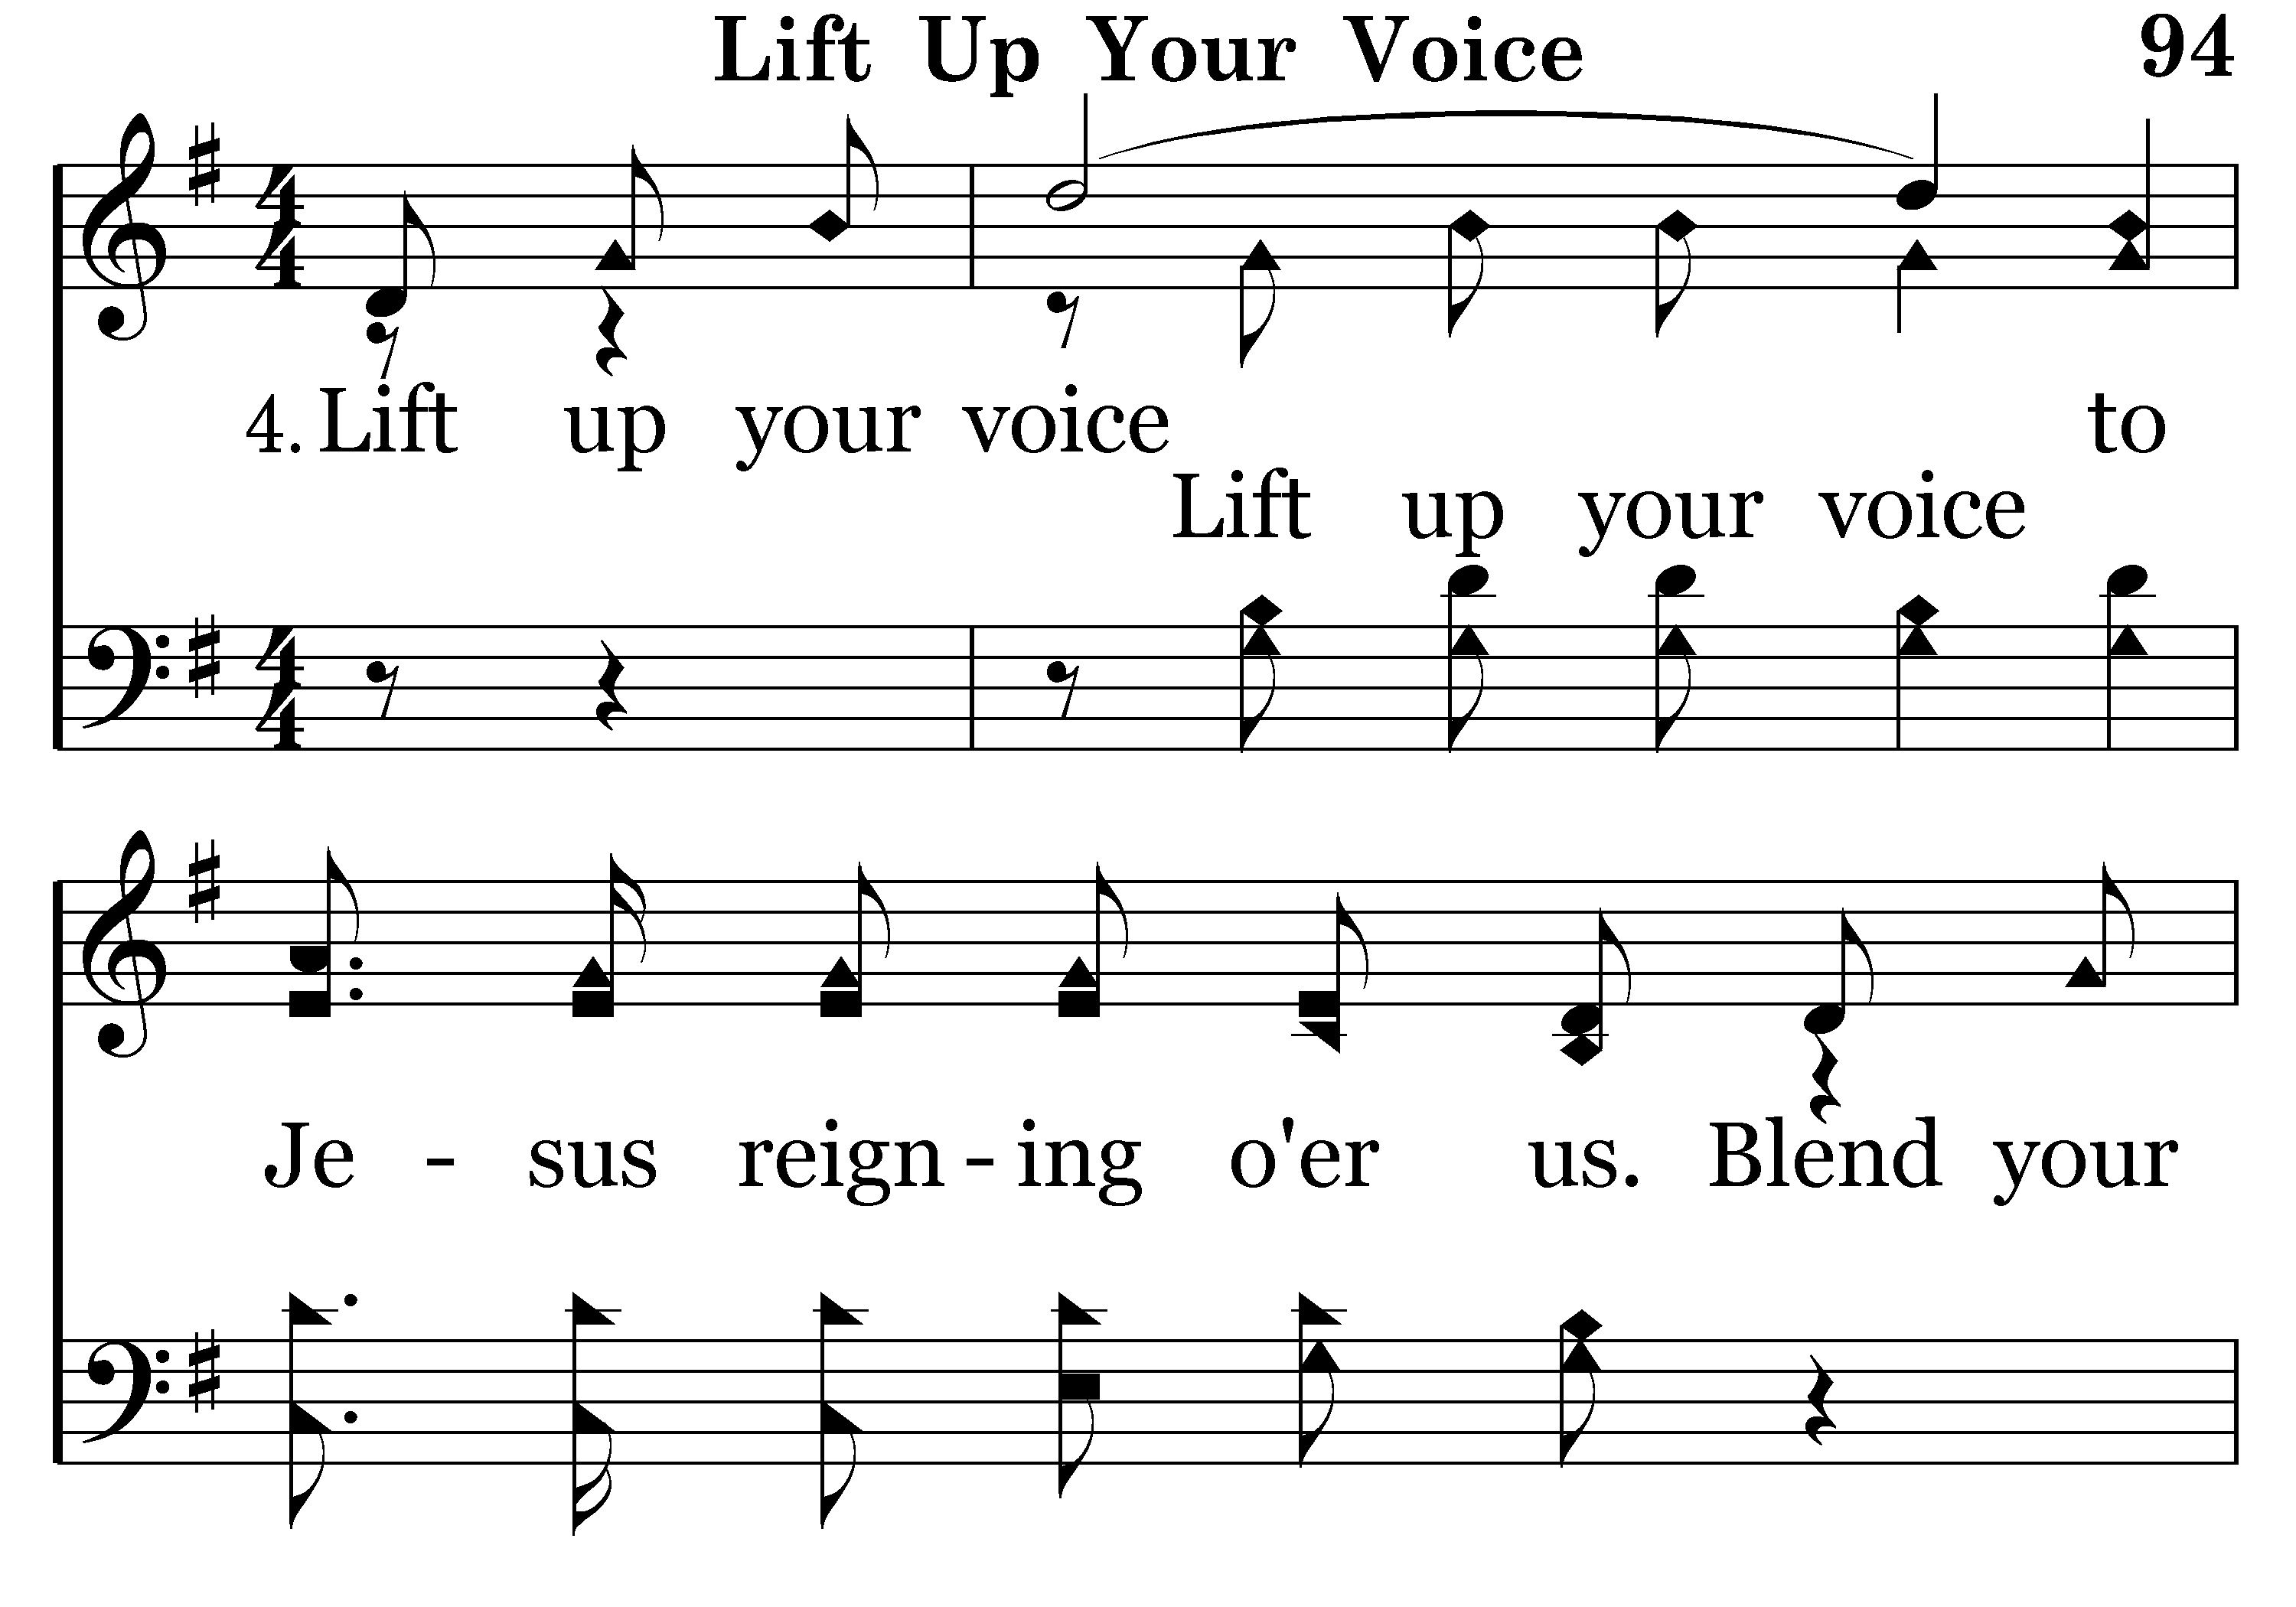 Lift Up Your Voice 94
4. Lift up your voice to
Lift up your voice
Je - sus reign - ing o'er us. Blend your